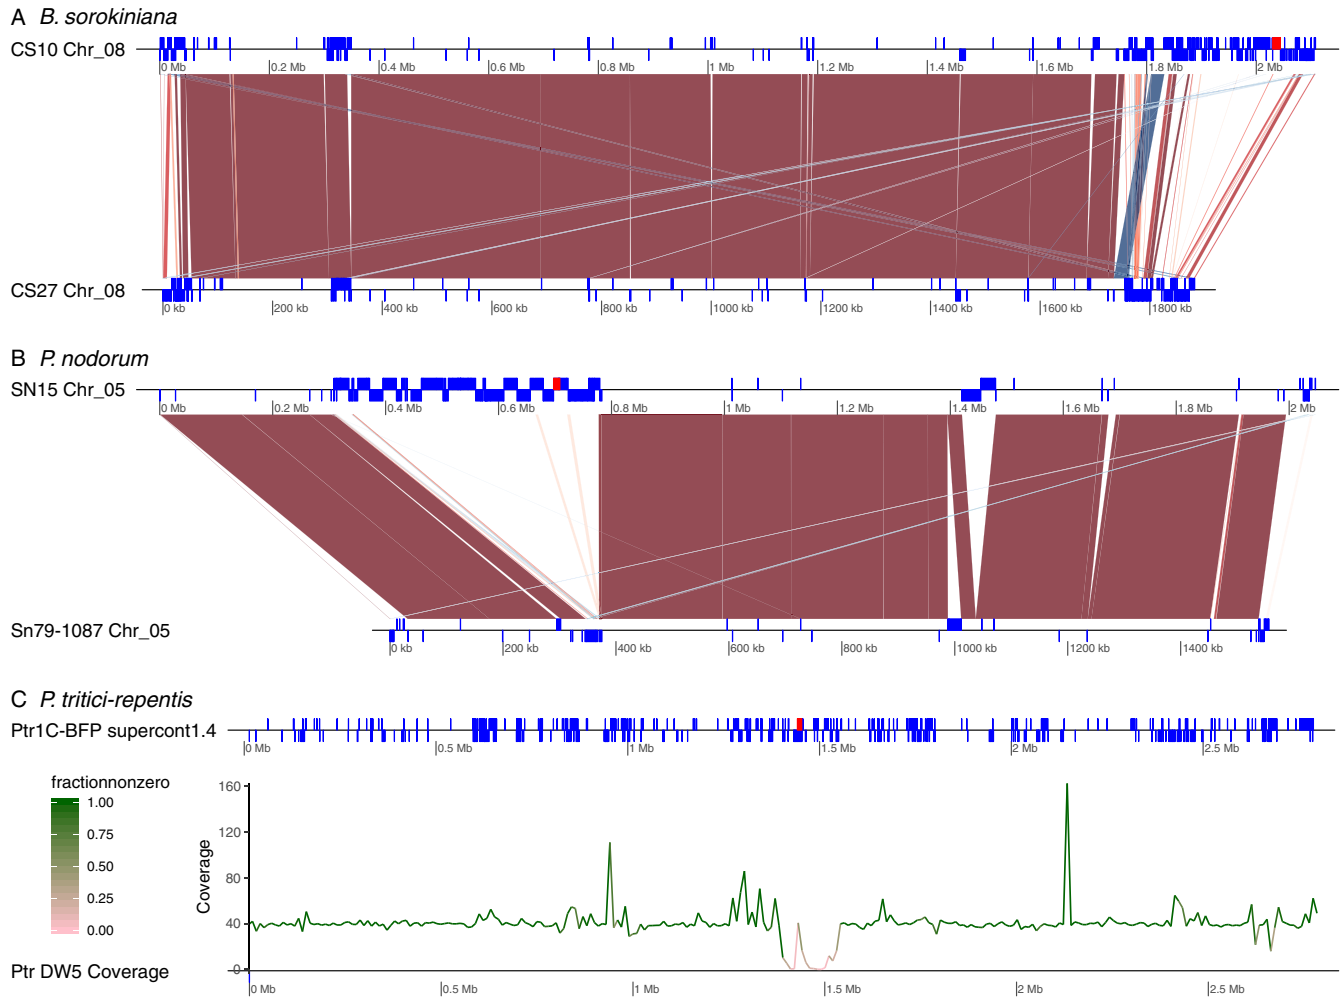 A B. sorokiniana
CS10 Chr_08
0 Mb 0.2 Mb 0.4 Mb 0.6 Mb 0.8 Mb 1 Mb 1.2 Mb 1.4 Mb 1.6 Mb 1.8 Mb 2 Mb
CS27 Chr_08
0 kb 200 kb 400 kb 600 kb 800 kb 1000 kb 1200 kb 1400 kb 1600 kb 1800 kb
B P. nodorum
SN15 Chr_05
0 Mb 0.2 Mb 0.4 Mb 0.6 Mb 0.8 Mb 1 Mb 1.2 Mb 1.4 Mb 1.6 Mb 1.8 Mb 2 Mb
Sn79-1087 Chr_05
0 kb 200 kb 400 kb 600 kb 800 kb 1000 kb 1200 kb 1400 kb
C P. tritici-repentis
Ptr1C-BFP supercont1.4
0 Mb 0.5 Mb 1 Mb 1.5 Mb 2 Mb 2.5 Mb
fractionnonzero
1.00
0.75
0.50
0.25
0.00
Coverage
160
120
80
40
0
Ptr DW5 Coverage
0 Mb 0.5 Mb 1 Mb 1.5 Mb 2 Mb 2.5 Mb